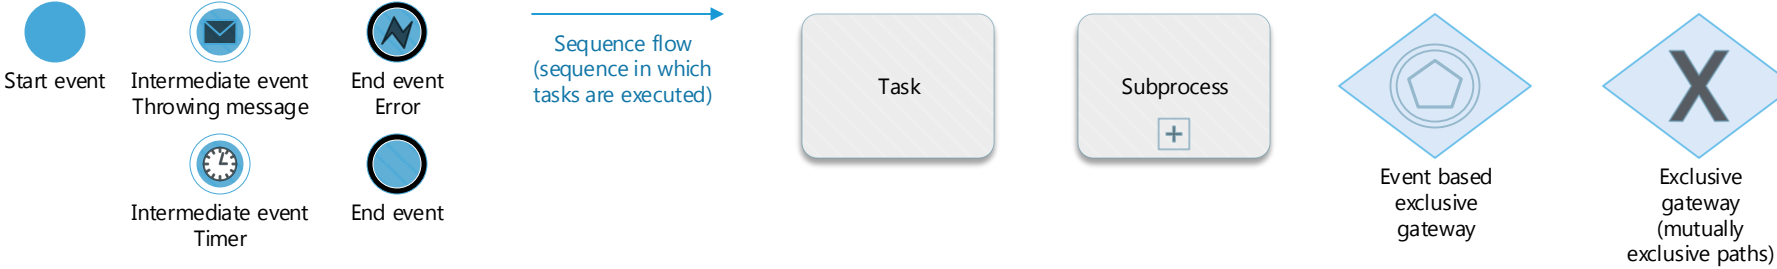 Start event
Intermediate event
Throwing message
End event
Error
Intermediate event
Timer
End event
Sequence flow
(sequence in which
tasks are executed)
Task
Subprocess
Event based
exclusive
gateway
Exclusive
gateway
(mutually
exclusive paths)